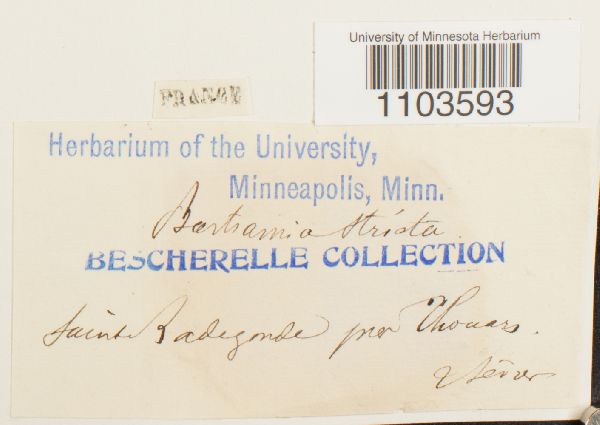 University of Minnesota Herbarium
1103593
FRANCE
Herbarium of the University,
Minneapolis, Minn.
Bartramia stricta
BESCHERELLE COLLECTION
Sainte Radegonde per Thouars.